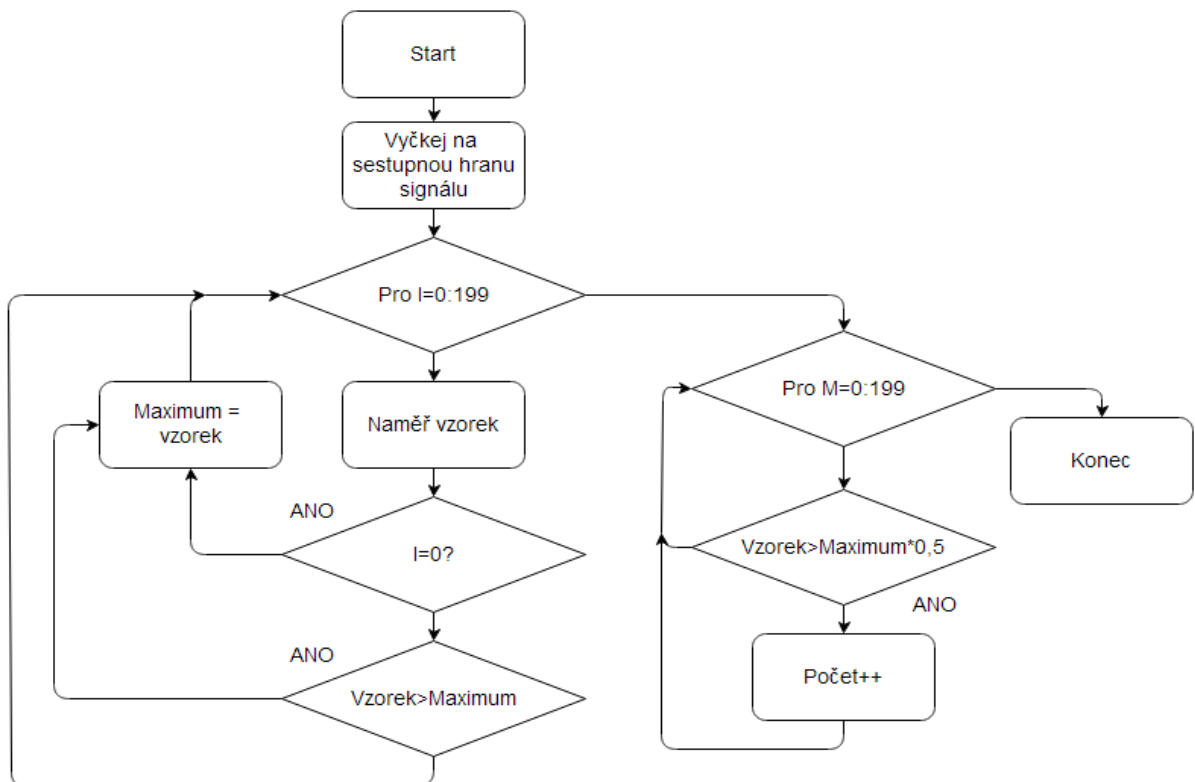 Start
Vyčkej na
sestupnou hranu
signálu
Pro I=0:199
Pro M=0:199
Maximum =
vzorek
Naměř vzorek
Konec
ANO
I=0?
Vzorek>Maximum*0,5
ANO
ANO
Vzorek>Maximum
Počet++